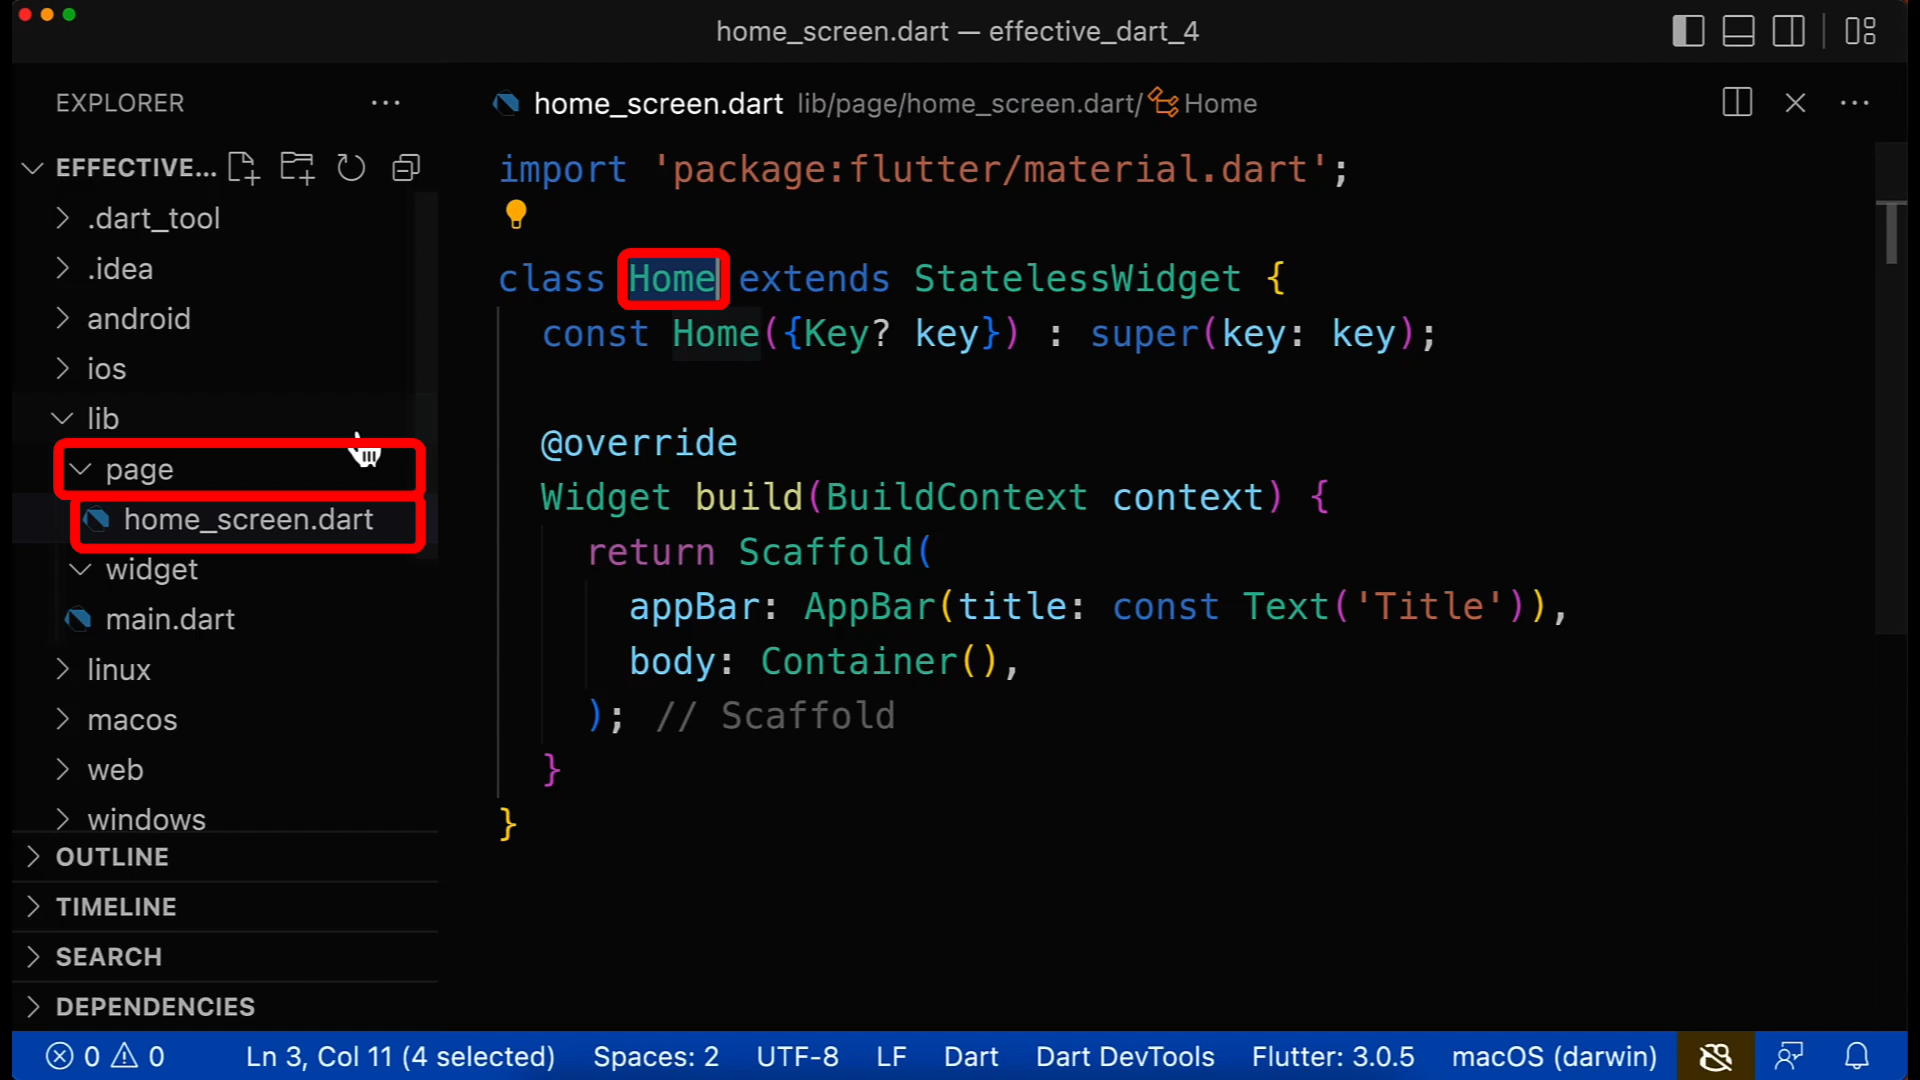 home_screen.dart — effective_dart_4
EXPLORER
EFFECTIVE...
.dart_tool
.idea
android
ios
lib
page
home_screen.dart
widget
main.dart
linux
macos
web
windows
OUTLINE
TIMELINE
SEARCH
DEPENDENCIES
home_screen.dart lib/page/home_screen.dart/ Home
import 'package:flutter/material.dart';
class Home extends StatelessWidget {
const Home({Key? key}) : super(key: key);
@override
Widget build(BuildContext context) {
return Scaffold(
appBar: AppBar(title: const Text('Title')),
body: Container(),
); // Scaffold
}
}
0 0 Ln 3, Col 11 (4 selected) Spaces: 2 UTF-8 LF Dart Dart DevTools Flutter: 3.0.5 macOS (darwin)